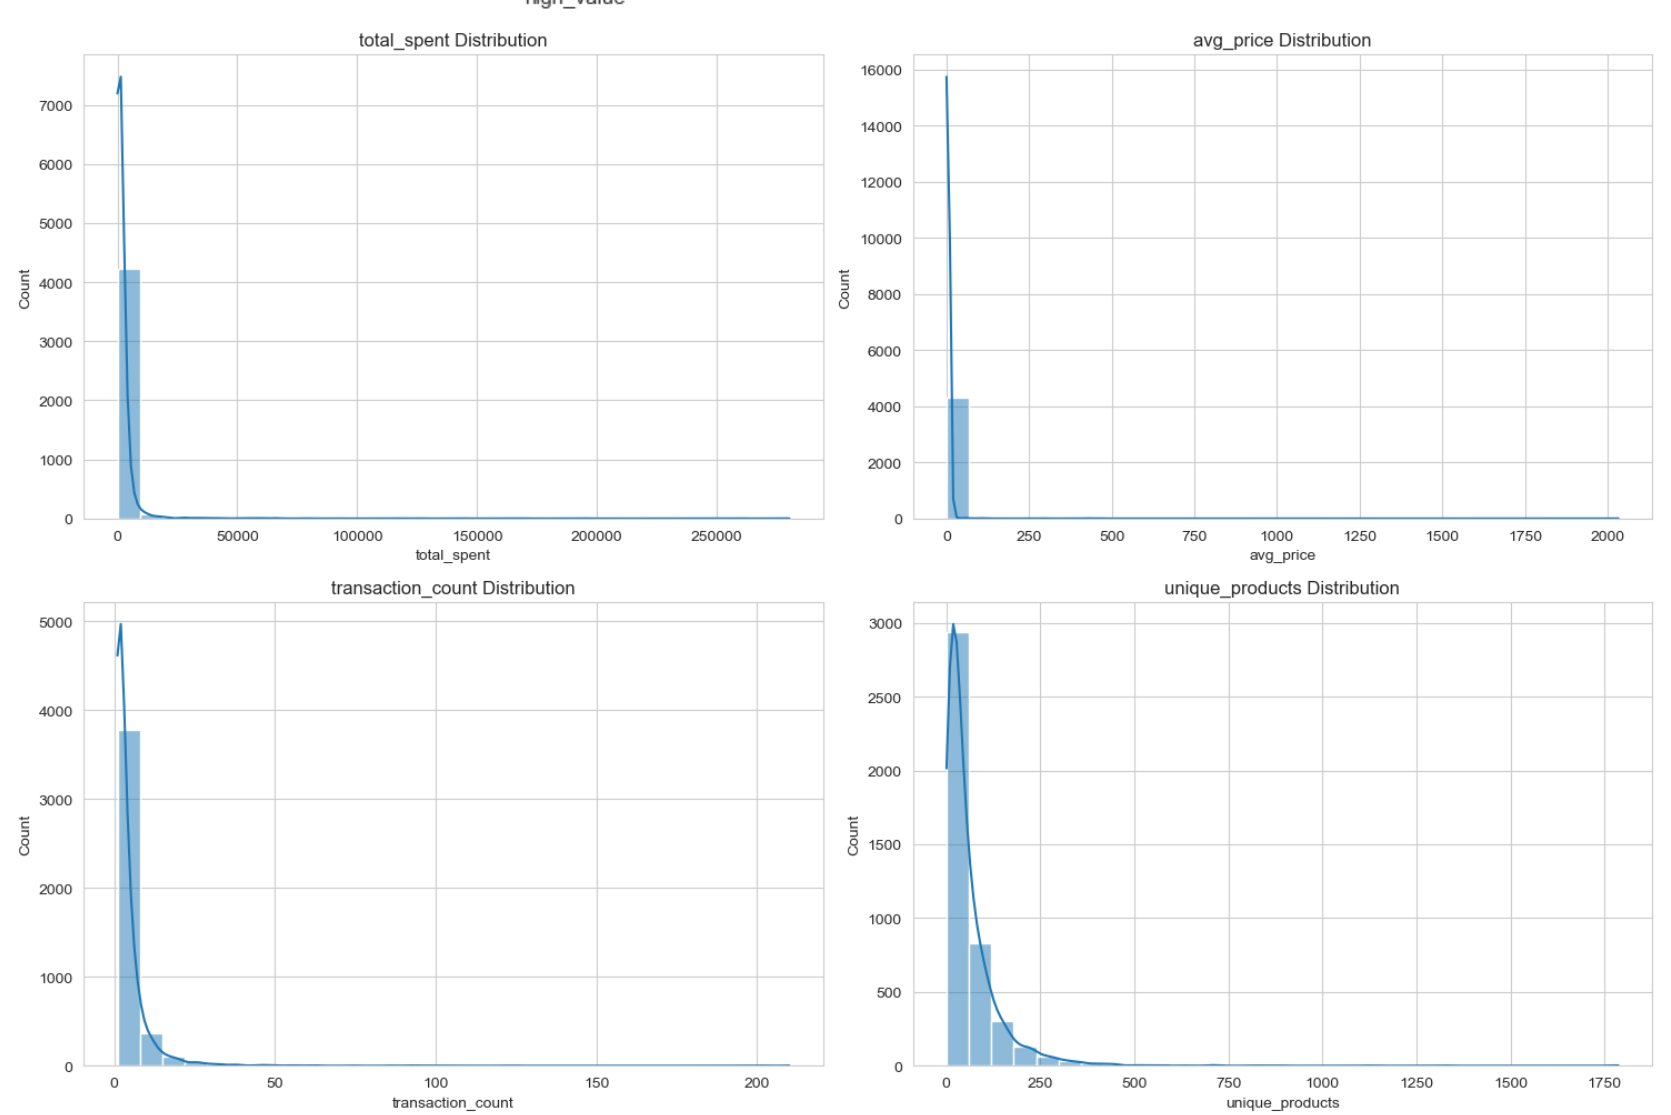 high_value
total_spent Distribution
Count
7000
6000
5000
4000
3000
2000
1000
0
0 50000 100000 150000 200000 250000
total_spent
avg_price Distribution
Count
16000
14000
12000
10000
8000
6000
4000
2000
0
0 250 500 750 1000 1250 1500 1750 2000
avg_price
transaction_count Distribution
Count
5000
4000
3000
2000
1000
0
0 50 100 150 200
transaction_count
unique_products Distribution
Count
3000
2500
2000
1500
1000
500
0
0 250 500 750 1000 1250 1500 1750
unique_products